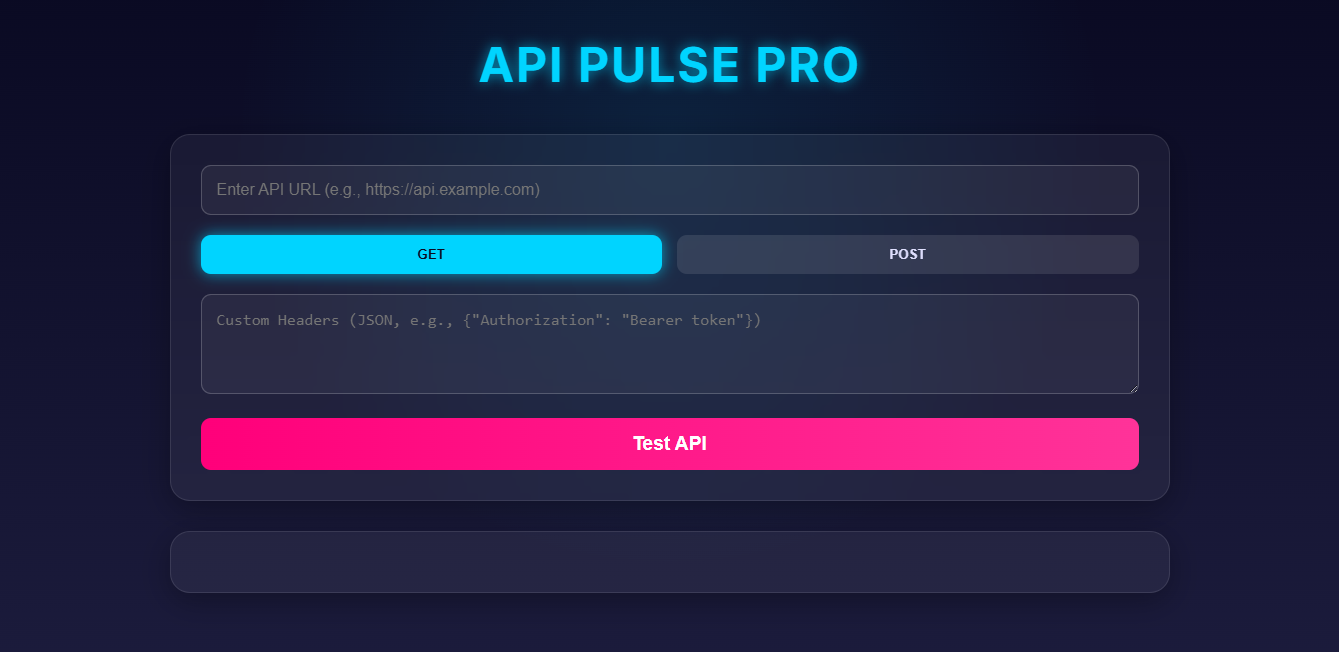 API PULSE PRO
Enter API URL (e.g., https://api.example.com)
GET
POST
Custom Headers (JSON, e.g., {"Authorization": "Bearer token"})
Test API